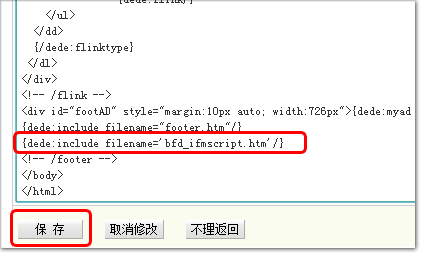 </ul>
</dd>
{/dede:flinktype}
</dl>
</div>
<!-- /flink -->
<div id="footAD" style="margin:10px auto; width:726px">{dede:myad
{dede:include filename="footer.htm"/}
{dede:include filename='bfd_ifmscript.htm'/}
<!-- /footer -->
</body>
</html>
保 存 取消修改 不理返回